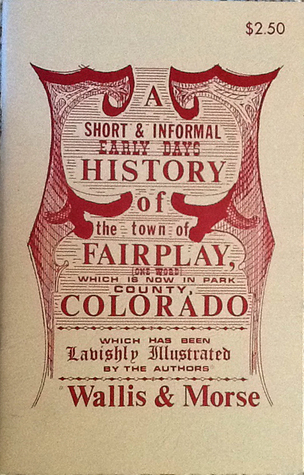 $2.50
A
SHORT & INFORMAL
EARLY DAYS
HISTORY
of
the town of
FAIRPLAY,
(ONE WORD)
WHICH IS NOW IN PARK
COUNTY,
COLORADO
WHICH HAS BEEN
Lavishly Illustrated
BY THE AUTHORS
Wallis & Morse